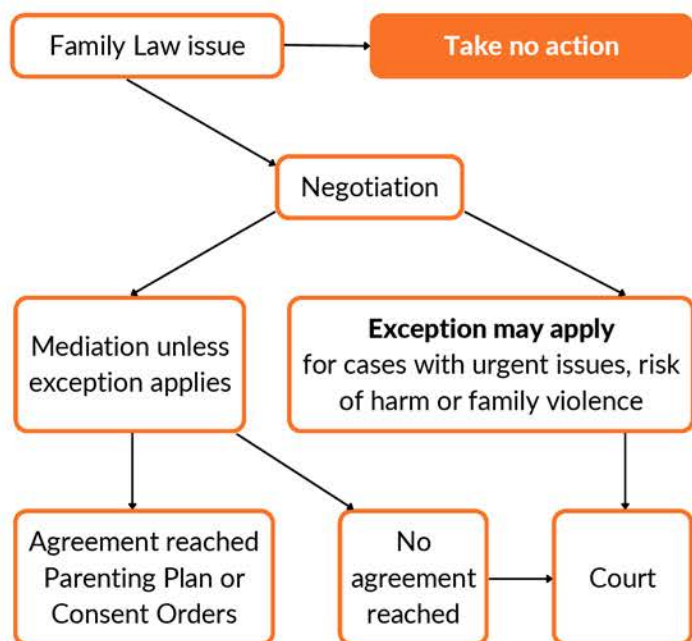 Family Law issue
Take no action
Negotiation
Mediation unless
exception applies
Exception may apply
for cases with urgent issues, risk
of harm or family violence
Agreement reached
Parenting Plan or
Consent Orders
No
agreement
reached
Court